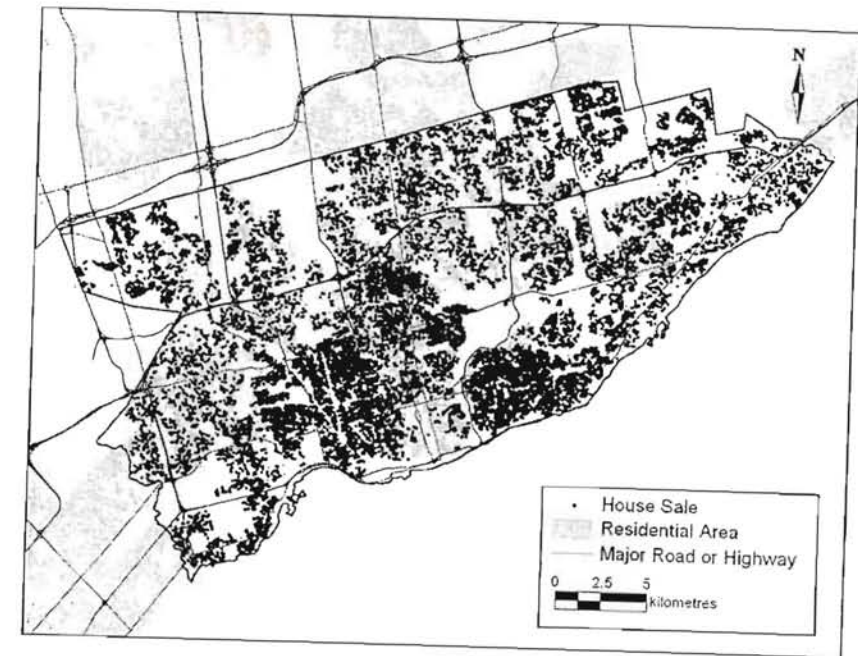 N
House Sale
Residential Area
Major Road or Highway
0 2.5 5
kilometres